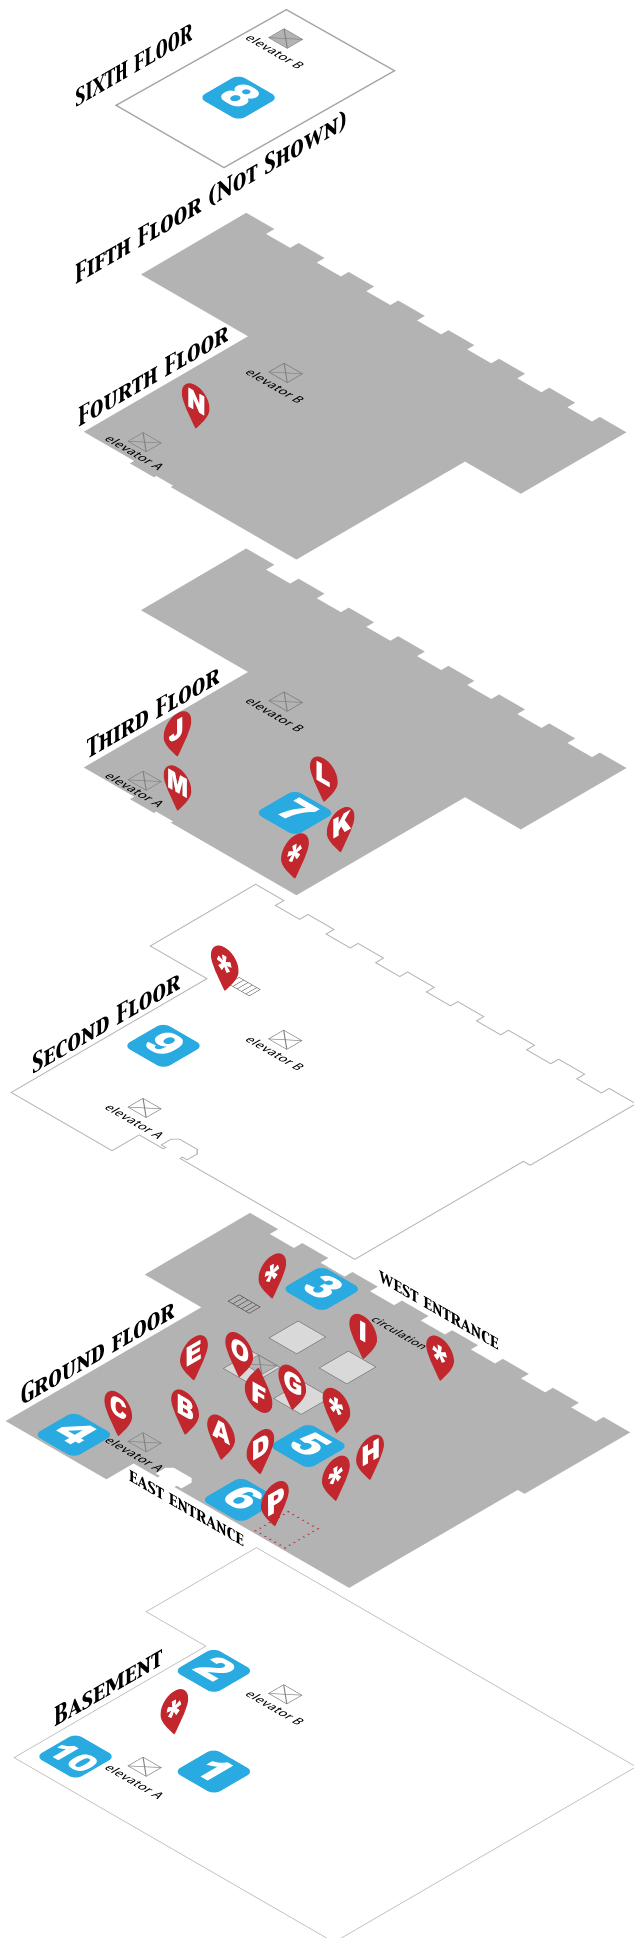 SIXTH FLOOR
elevator B
8
FIFTH FLOOR (NOT SHOWN)
FOURTH FLOOR
elevator B
N
elevator A
THIRD FLOOR
elevator B
J
elevator A
M
L
7
K
*
SECOND FLOOR
*
9
elevator B
elevator A
GROUND FLOOR
*
3
WEST ENTRANCE
circulation
I
*
E
O
F
G
*
C
B
A
D
5
H
4
elevator A
*
EAST ENTRANCE
6
P
BASEMENT
2
elevator B
*
10
elevator A
1